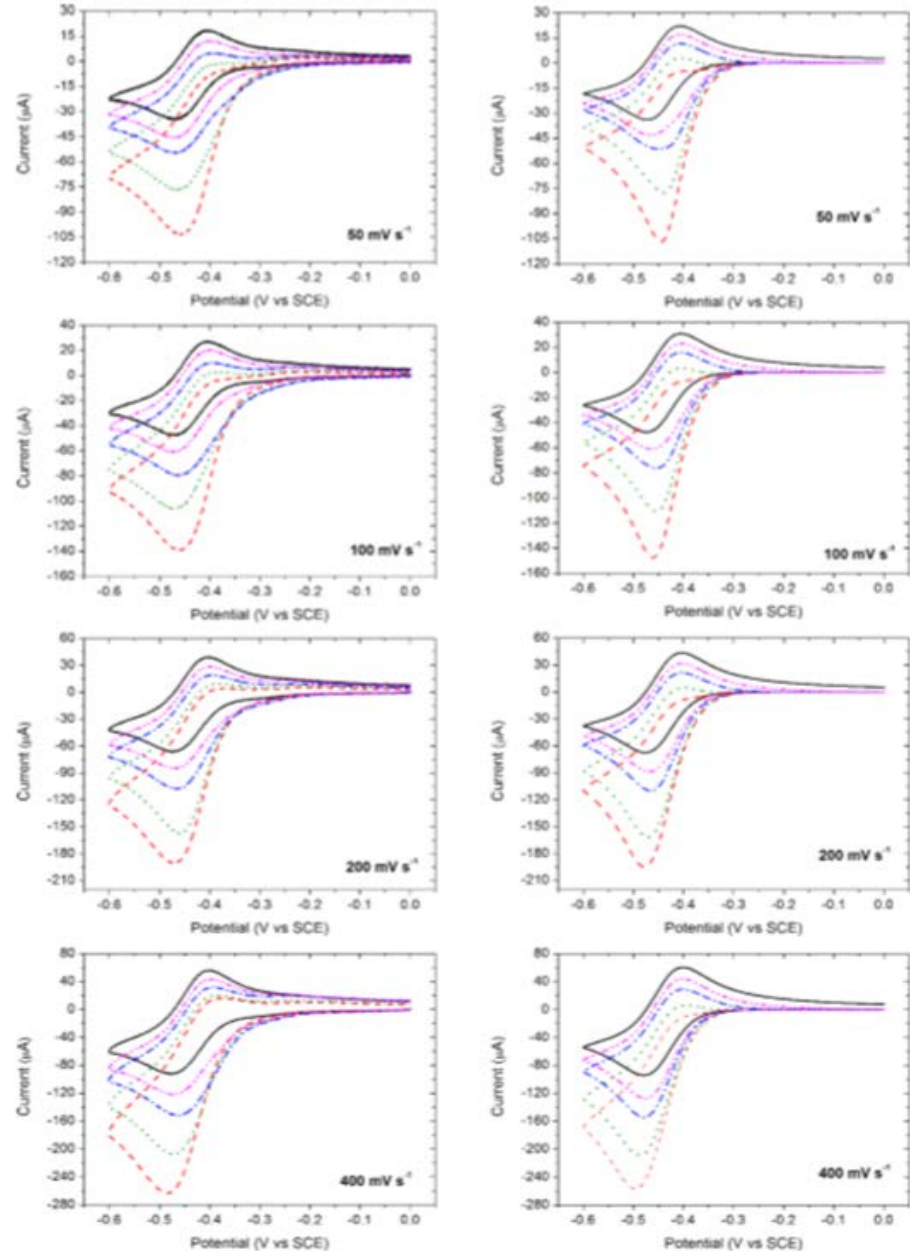 30
15
0
-15
-30
-45
-60
-75
-90
-105
-120
Current (µA)
50 mV s⁻¹
-0.6 -0.5 -0.4 -0.3 -0.2 -0.1 0.0
Potential (V vs SCE)
30
15
0
-15
-30
-45
-60
-75
-90
-105
-120
Current (µA)
50 mV s⁻¹
-0.6 -0.5 -0.4 -0.3 -0.2 -0.1 0.0
Potential (V vs SCE)
40
20
0
-20
-40
-60
-80
-100
-120
-140
-160
Current (µA)
100 mV s⁻¹
-0.6 -0.5 -0.4 -0.3 -0.2 -0.1 0.0
Potential (V vs SCE)
40
20
0
-20
-40
-60
-80
-100
-120
-140
-160
Current (µA)
100 mV s⁻¹
-0.6 -0.5 -0.4 -0.3 -0.2 -0.1 0.0
Potential (V vs SCE)
60
30
0
-30
-60
-90
-120
-150
-180
-210
Current (µA)
200 mV s⁻¹
-0.6 -0.5 -0.4 -0.3 -0.2 -0.1 0.0
Potential (V vs SCE)
60
30
0
-30
-60
-90
-120
-150
-180
-210
Current (µA)
200 mV s⁻¹
-0.6 -0.5 -0.4 -0.3 -0.2 -0.1 0.0
Potential (V vs SCE)
80
40
0
-40
-80
-120
-160
-200
-240
-280
Current (µA)
400 mV s⁻¹
-0.6 -0.5 -0.4 -0.3 -0.2 -0.1 0.0
Potential (V vs SCE)
80
40
0
-40
-80
-120
-160
-200
-240
-280
Current (µA)
400 mV s⁻¹
-0.6 -0.5 -0.4 -0.3 -0.2 -0.1 0.0
Potential (V vs SCE)